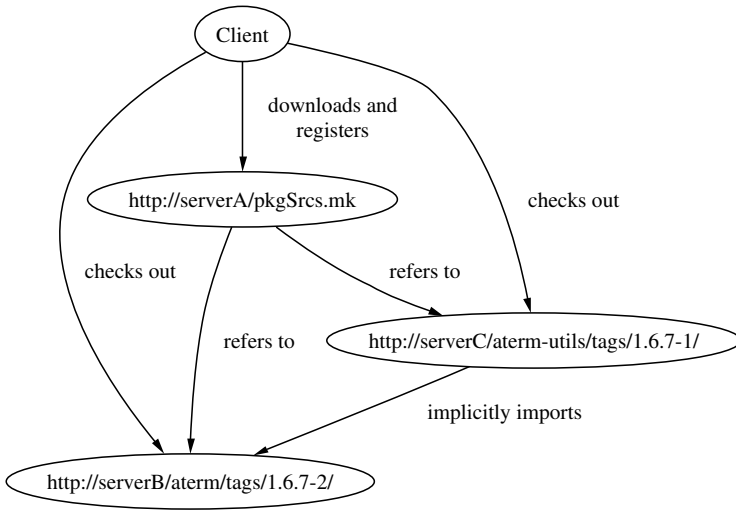 Client
downloads and
registers
http://serverA/pkgSrcs.mk
checks out
checks out
refers to
refers to
http://serverC/aterm-utils/tags/1.6.7-1/
implicitly imports
http://serverB/aterm/tags/1.6.7-2/